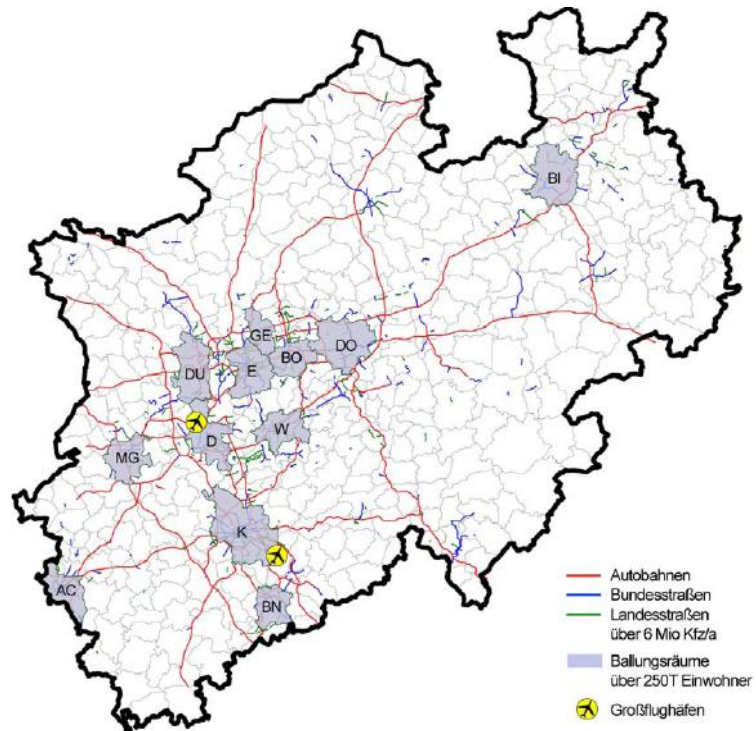 BI
GE
DO
BO
DU
E
W
D
MG
K
AC
BN
Autobahnen
Bundesstraßen
Landesstraßen
über 6 Mio Kfz/a
Ballungsräume
über 250T Einwohner
Großflughäfen